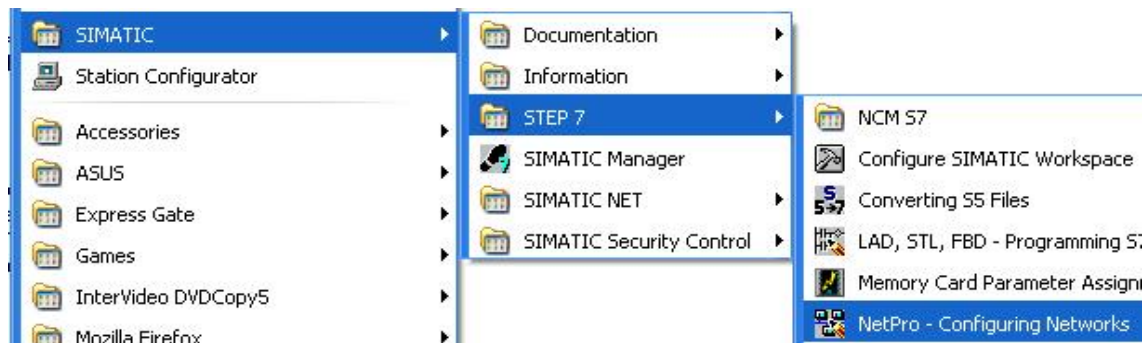 SIMATIC
Station Configurator
Accessories
ASUS
Express Gate
Games
InterVideo DVDCopy5
Mozilla Firefox
Documentation
Information
STEP 7
SIMATIC Manager
SIMATIC NET
SIMATIC Security Control
NCM S7
Configure SIMATIC Workspace
Converting S5 Files
LAD, STL, FBD - Programming S7
Memory Card Parameter
NetPro - Configuring Networks